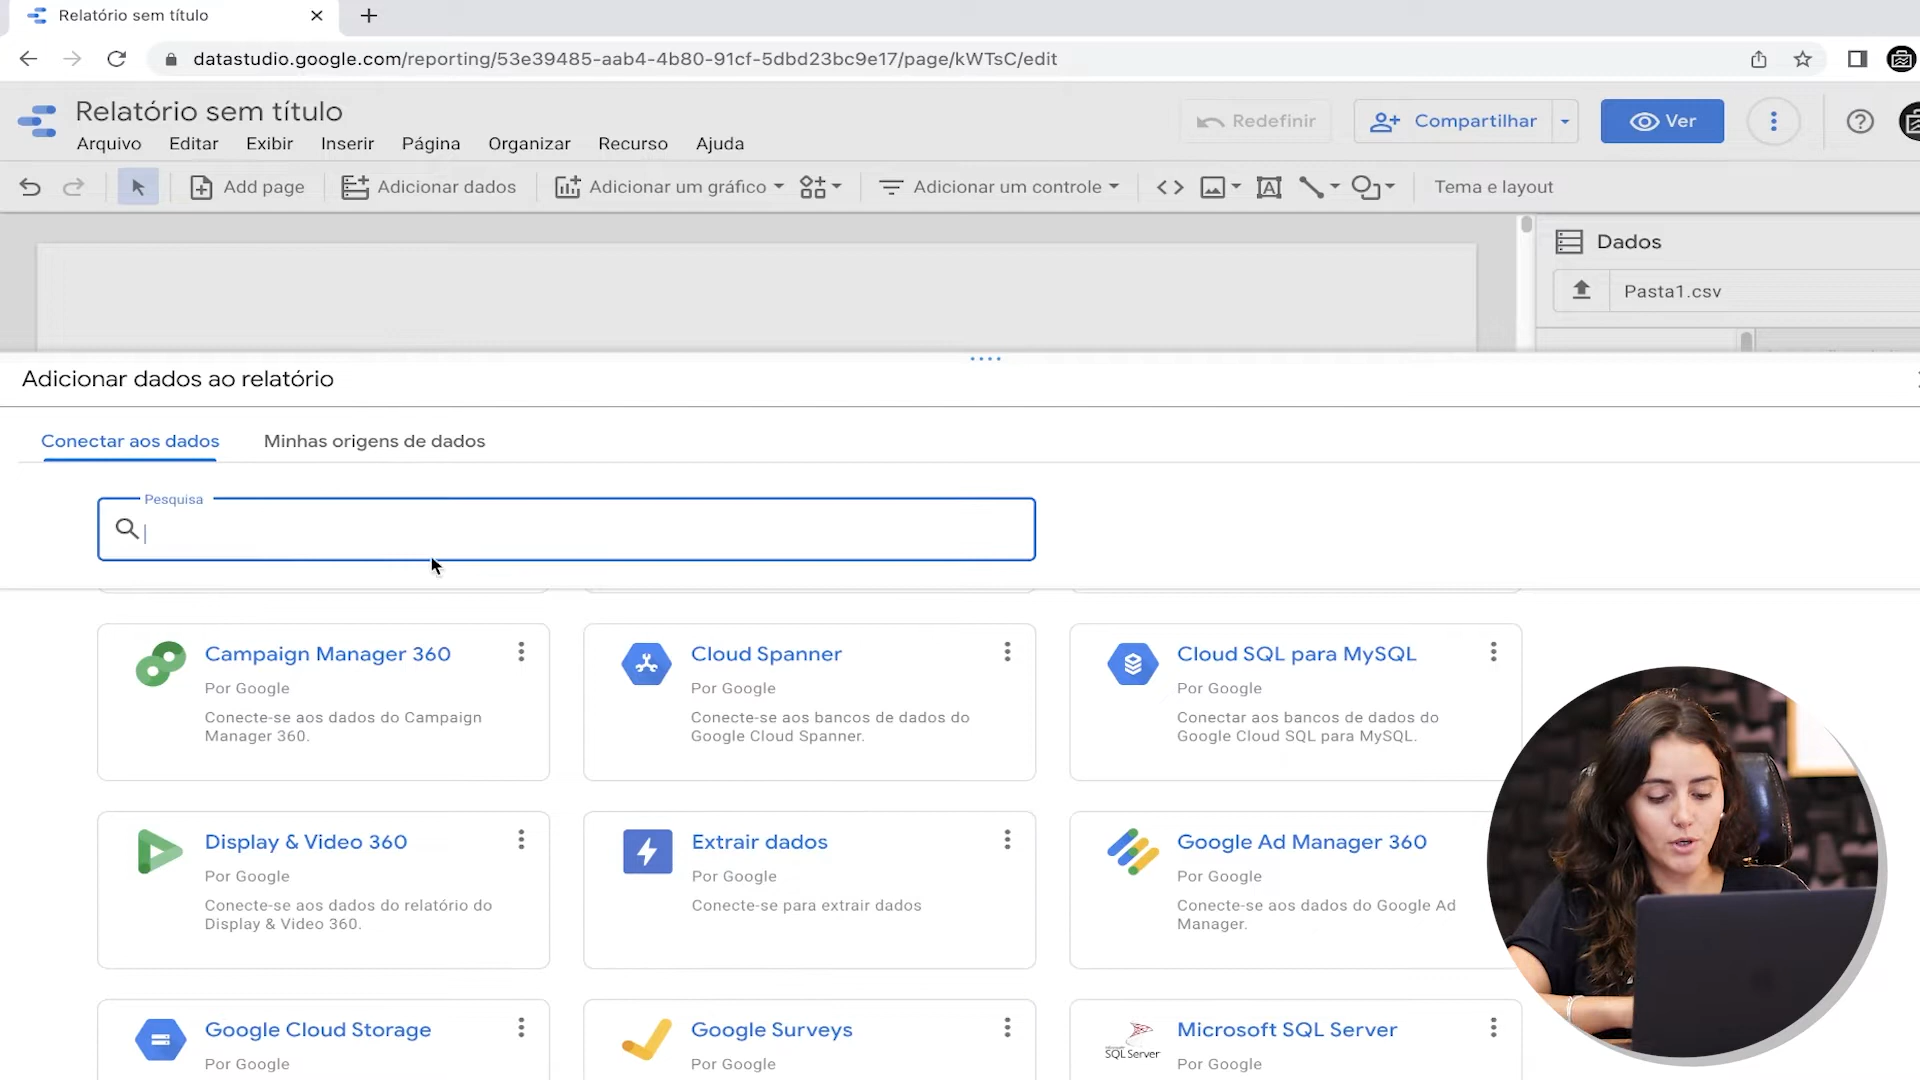 Relatório sem título
datastudio.google.com/reporting/53e39485-aab4-4b80-91cf-5dbd23bc9e17/page/kWTsC/edit
Relatório sem título
Redefinir
Compartilhar
Ver
Arquivo Editar Exibir Inserir Página Organizar Recurso Ajuda
Add page Adicionar dados Adicionar um gráfico Adicionar um controle Tema e layout
Dados
Pasta1.csv
Adicionar dados ao relatório
Conectar aos dados Minhas origens de dados
Pesquisa
Campaign Manager 360
Por Google
Conecte-se aos dados do Campaign
Manager 360.
Cloud Spanner
Por Google
Conecte-se aos bancos de dados do
Google Cloud Spanner.
Cloud SQL para MySQL
Por Google
Conectar aos bancos de dados do
Google Cloud SQL para MySQL.
Display & Video 360
Por Google
Conecte-se aos dados do relatório do
Display & Video 360.
Extrair dados
Por Google
Conecte-se para extrair dados
Google Ad Manager 360
Por Google
Conecte-se aos dados do Google Ad
Manager.
Google Cloud Storage
Por Google
Google Surveys
Por Google
SQL Server
Microsoft SQL Server
Por Google